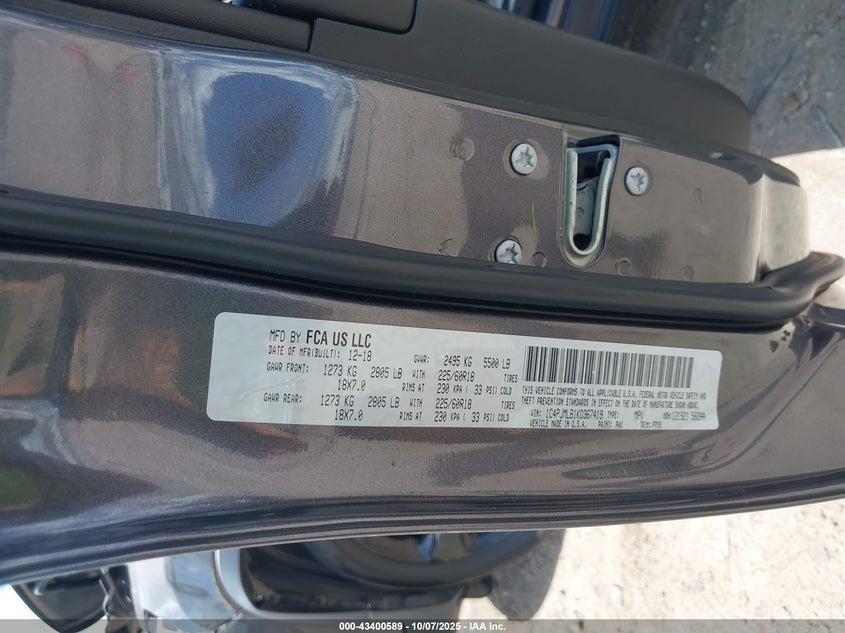 MFD BY FCA US LLC
DATE OF MFR(BUILT): 12-18 GVWR: 2495 KG 5500 LB
GAWR FRONT: 1273 KG 2805 LB WITH 225/60R18 TIRES
18X7.0 RIMS AT 230 KPA ( 33 PSI) COLD
GAWR REAR: 1273 KG 2805 LB WITH 225/60R18 TIRES
18X7.0 RIMS AT 230 KPA ( 33 PSI) COLD
THIS VEHICLE CONFORMS TO ALL APPLICABLE U.S.A. FEDERAL MOTOR VEHICLE SAFETY AND
THEFT PREVENTION STANDARDS IN EFFECT ON THE DATE OF MANUFACTURE SHOWN ABOVE.
VIN: 1C4PJMLB1KD367419 TYPE: MPV MDH:
MADE IN U.S.A. PAINT: PAU TRIM:
000-43400589 - 10/07/2025 - IAA Inc.